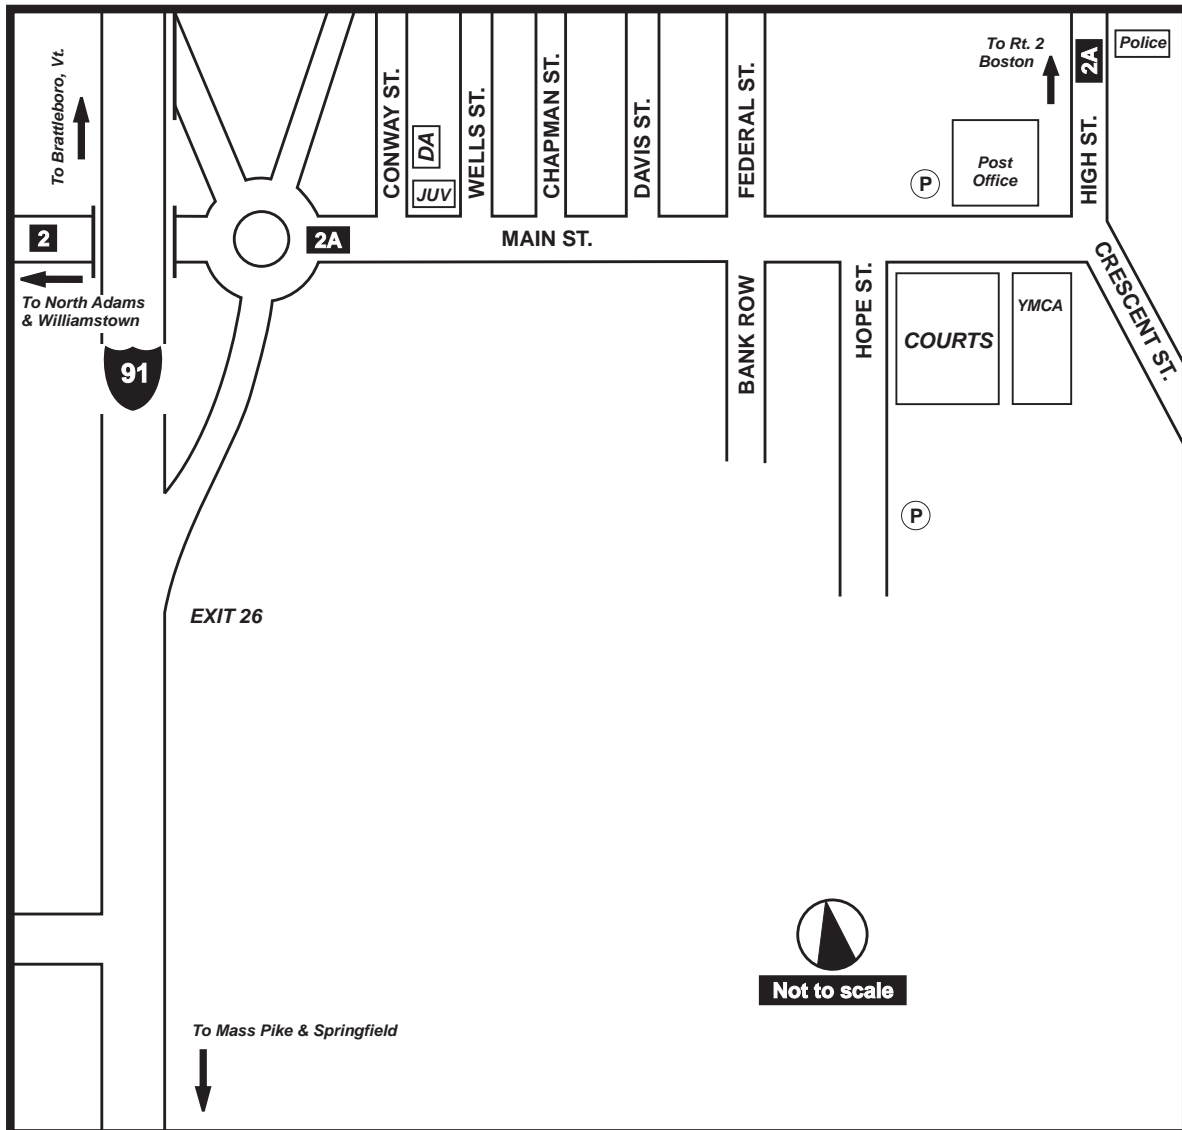 To Brattleboro, Vt.
CONWAY ST.
DA
JUV
WELLS ST.
CHAPMAN ST.
DAVIS ST.
FEDERAL ST.
To Rt. 2
Boston
2A
Police
HIGH ST.
P
Post
Office
2
2A
MAIN ST.
To North Adams
& Williamstown
91
BANK ROW
HOPE ST.
COURTS
YMCA
CRESCENT ST.
P
EXIT 26
Not to scale
To Mass Pike & Springfield